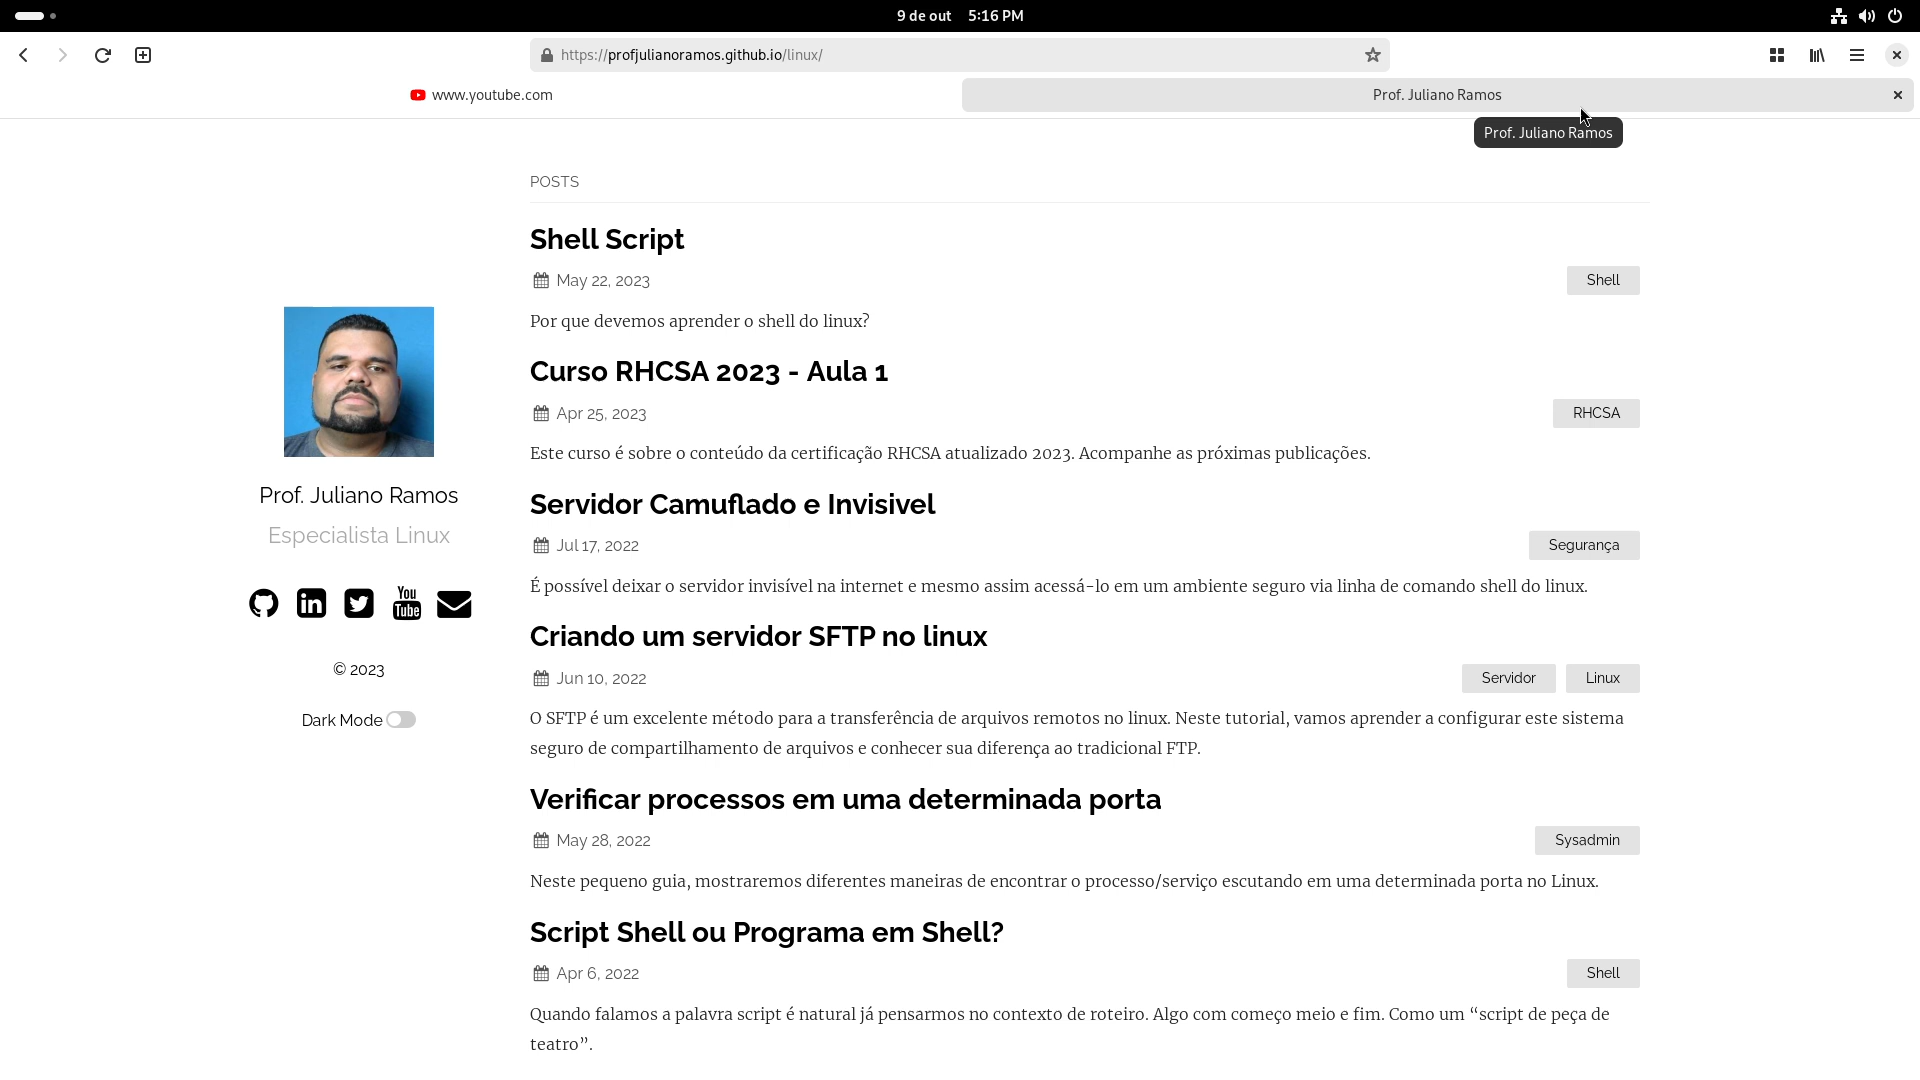 9 de out 5:16 PM
https://profjulianoramos.github.io/linux/
www.youtube.com
Prof. Juliano Ramos
Prof. Juliano Ramos
POSTS
Shell Script
May 22, 2023
Shell
Por que devemos aprender o shell do linux?
Curso RHCSA 2023 - Aula 1
Apr 25, 2023
RHCSA
Este curso é sobre o conteúdo da certificação RHCSA atualizado 2023. Acompanhe as próximas publicações.
Servidor Camuflado e Invisivel
Jul 17, 2022
Segurança
É possível deixar o servidor invisível na internet e mesmo assim acessá-lo em um ambiente seguro via linha de comando shell do linux.
Criando um servidor SFTP no linux
Jun 10, 2022
Servidor
Linux
O SFTP é um excelente método para a transferência de arquivos remotos no linux. Neste tutorial, vamos aprender a configurar este sistema
seguro de compartilhamento de arquivos e conhecer sua diferença ao tradicional FTP.
Verificar processos em uma determinada porta
May 28, 2022
Sysadmin
Neste pequeno guia, mostraremos diferentes maneiras de encontrar o processo/serviço escutando em uma determinada porta no Linux.
Script Shell ou Programa em Shell?
Apr 6, 2022
Shell
Quando falamos a palavra script é natural já pensarmos no contexto de roteiro. Algo com começo meio e fim. Como um “script de peça de
teatro”.
Prof. Juliano Ramos
Especialista Linux
in
You
Tube
© 2023
Dark Mode